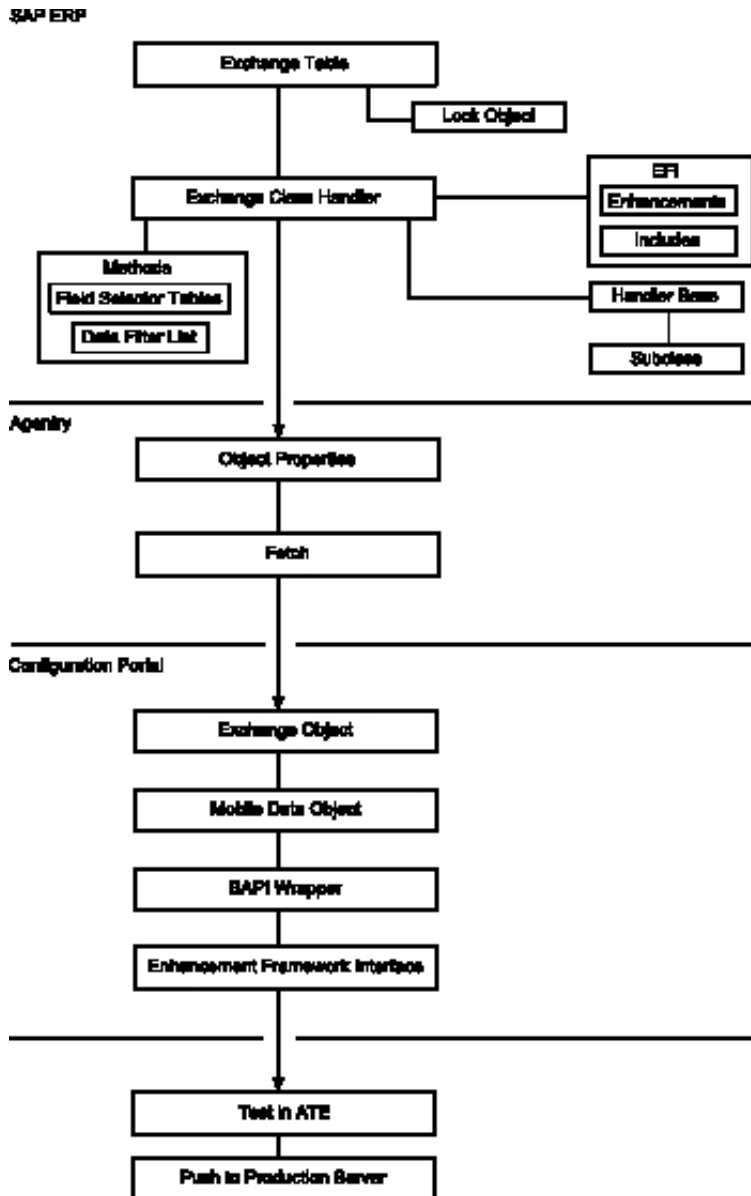 SAP ERP
Exchange Table
Lock Object
EFI
Exchange Class Handler
Enhancements
Includes
Methods
Field Selector Tables
Handler Base
Data Filter List
Subclass
Agentry
Object Properties
Fetch
Configuration Portal
Exchange Object
Mobile Data Object
BAPI Wrapper
Enhancement Framework Interface
Test in ATE
Push to Production Server